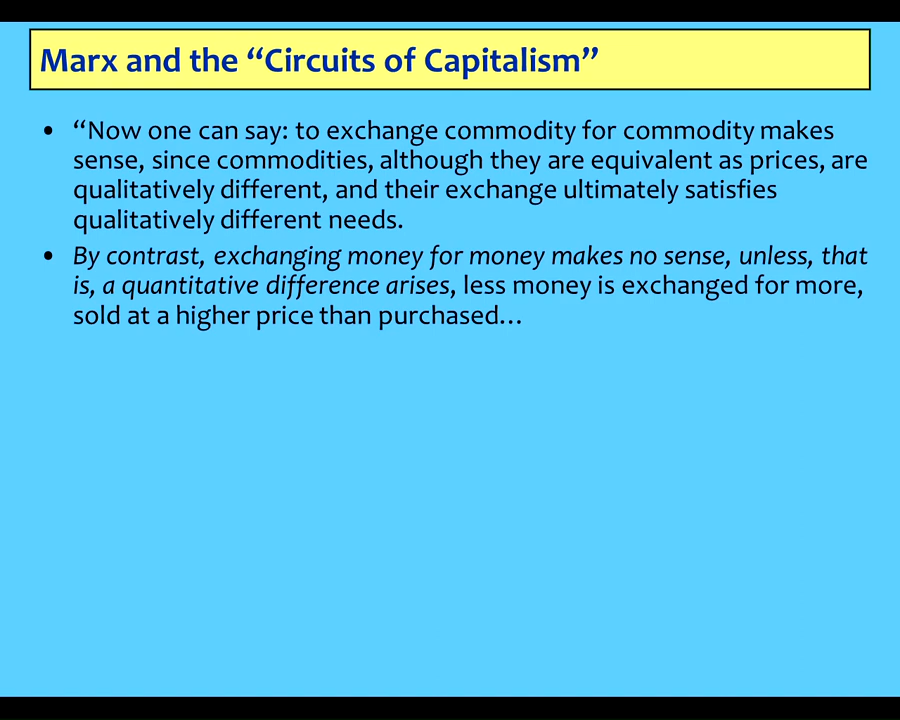 Marx and the “Circuits of Capitalism”
• “Now one can say: to exchange commodity for commodity makes
sense, since commodities, although they are equivalent as prices, are
qualitatively different, and their exchange ultimately satisfies
qualitatively different needs.
• By contrast, exchanging money for money makes no sense, unless, that
is, a quantitative difference arises, less money is exchanged for more,
sold at a higher price than purchased…